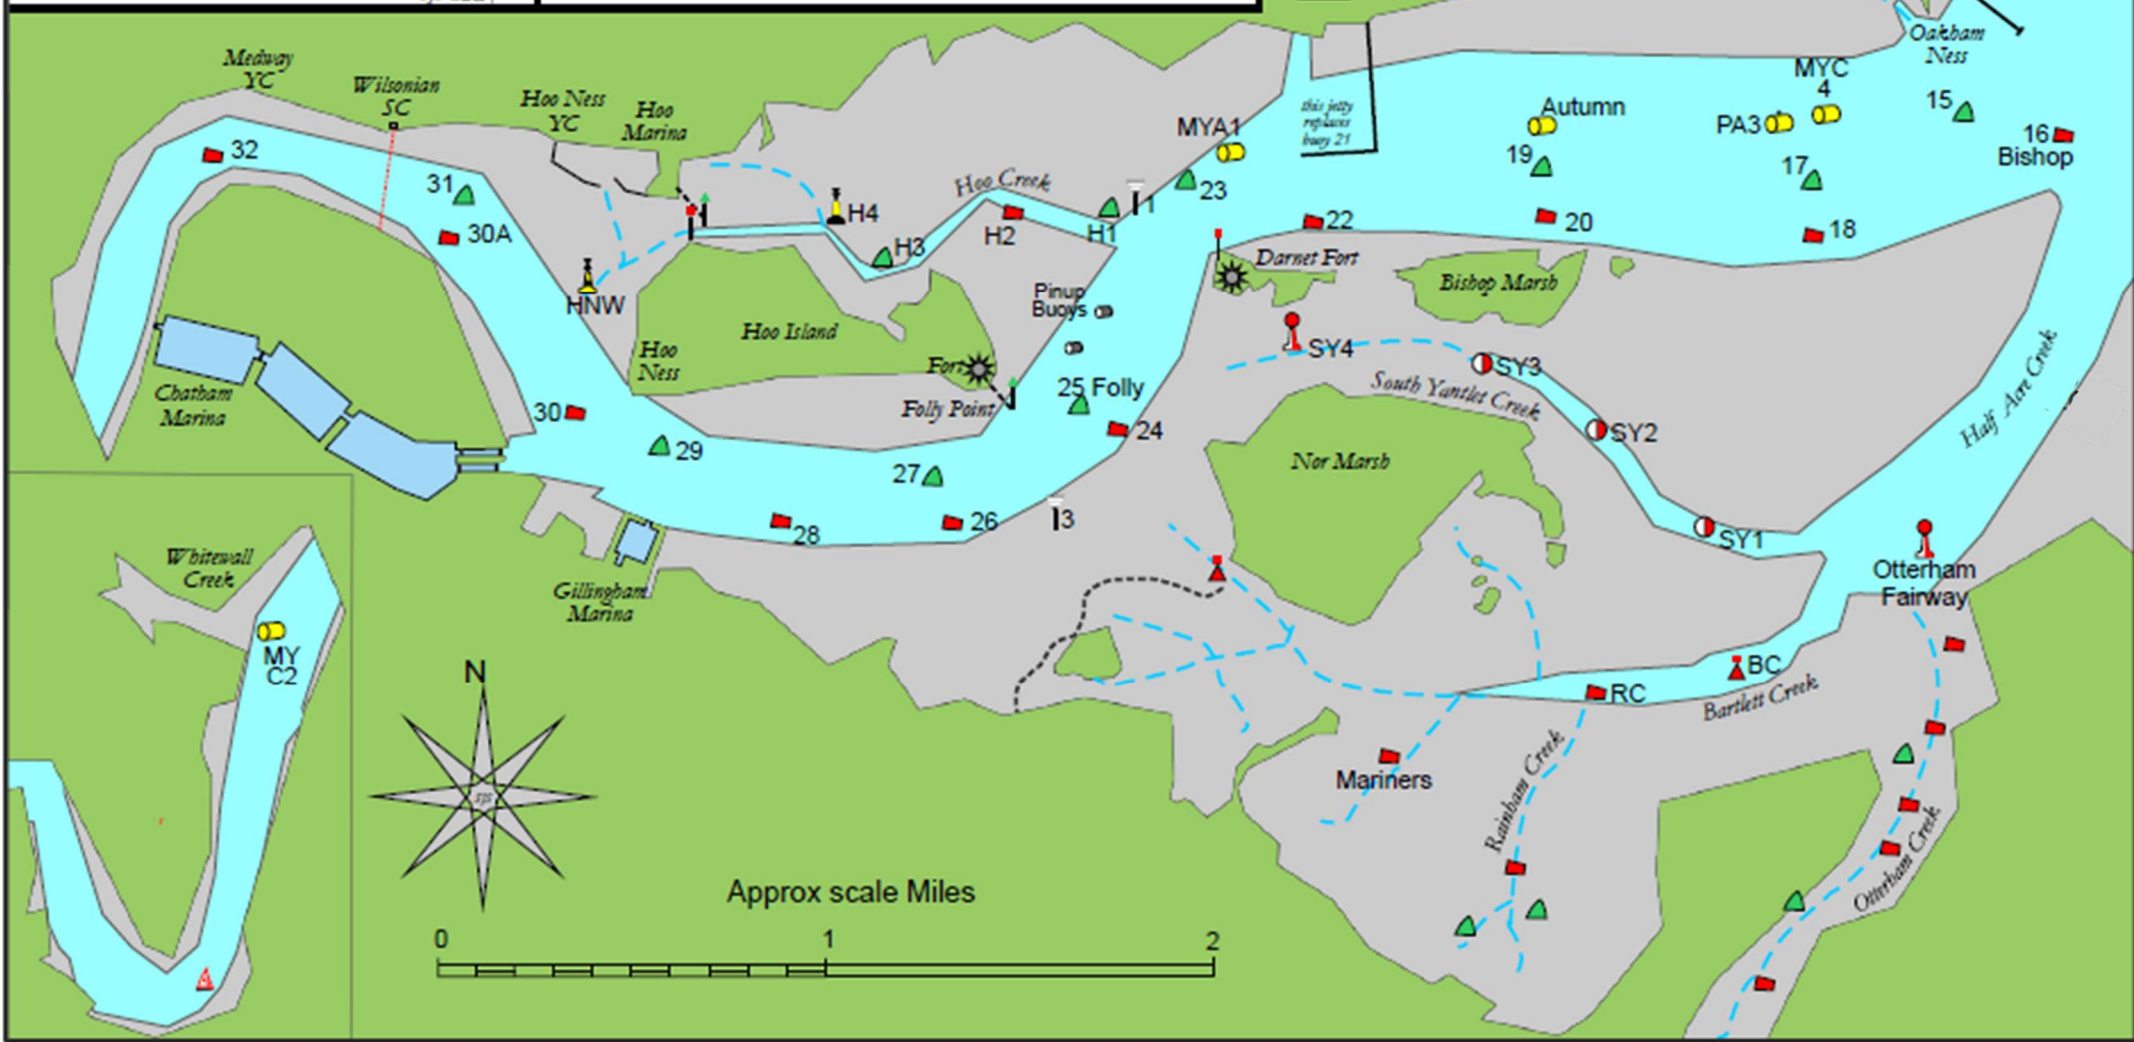 Medway
YC
Wilsonian
SC
Hoo Ness
YC
Hoo
Marina
MYA1
this jetty
replaces
buoy 21
Autumn
MYC
4
PA3
Oakham
Ness
15
16
Bishop
32
31
30A
H4
Hoo Creek
H3
H2
H1
1
23
19
17
22
20
18
HNW
Hoo Island
Hoo
Ness
Fort
Folly Point
Pinup
Buoys
25 Folly
24
Darnet Fort
Bishop Marsh
SY4
SY3
South Yantlet Creek
SY2
Half Acre Creek
Chatham
Marina
30
29
27
28
26
3
Nor Marsh
SY1
Otterham
Fairway
Gillingham
Marina
Whitewall
Creek
MY
C2
N
sps
BC
RC
Bartlett Creek
Mariners
Rainham Creek
Otterham Creek
Approx scale Miles
0 1 2